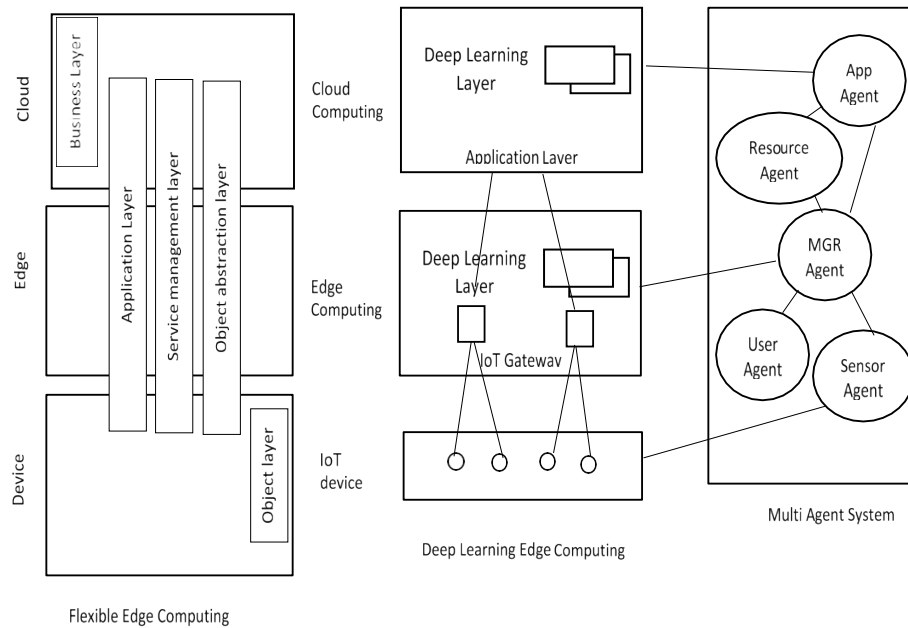 Cloud
Business Layer
Application Layer
Service management layer
Object abstraction layer
Edge
Device
Object layer
Flexible Edge Computing
Cloud
Computing
Deep Learning
Layer
Application Layer
Edge
Computing
Deep Learning
Layer
IoT Gateway
IoT
device
Deep Learning Edge Computing
App
Agent
Resource
Agent
MGR
Agent
User
Agent
Sensor
Agent
Multi Agent System